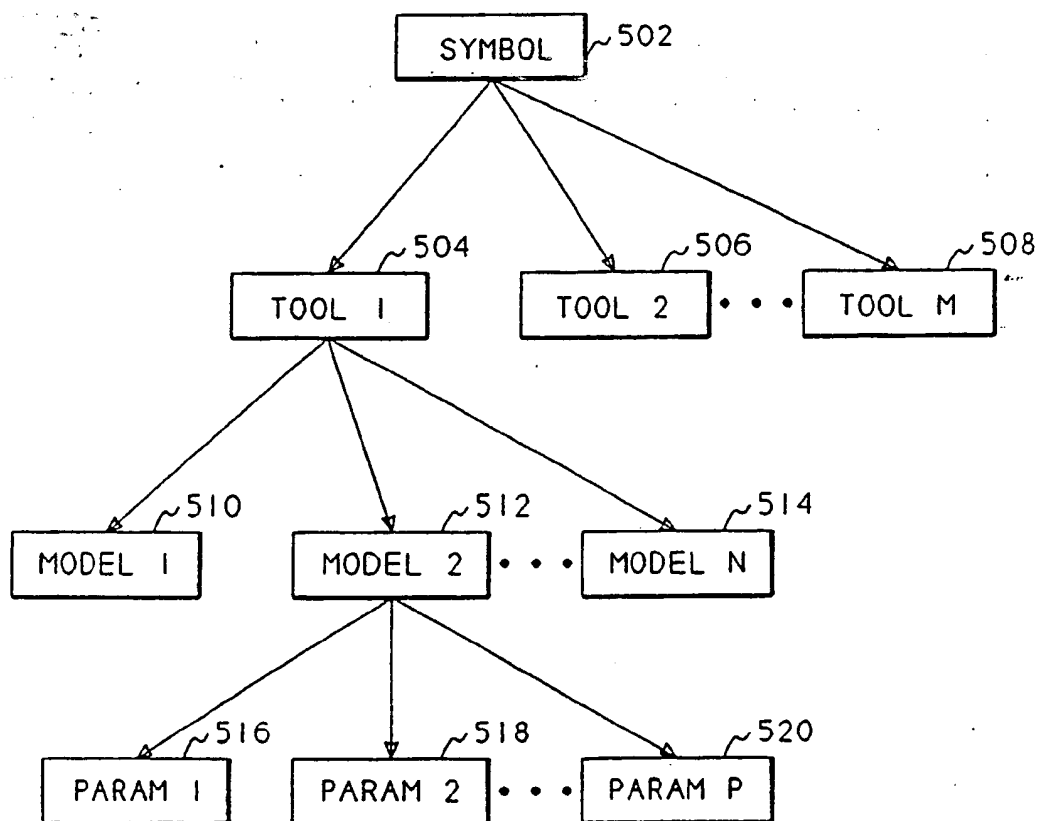 SYMBOL 502
504 506 508
TOOL 1 TOOL 2 • • • TOOL M
510 512 514
MODEL 1 MODEL 2 • • • MODEL N
516 518 520
PARAM 1 PARAM 2 • • • PARAM P